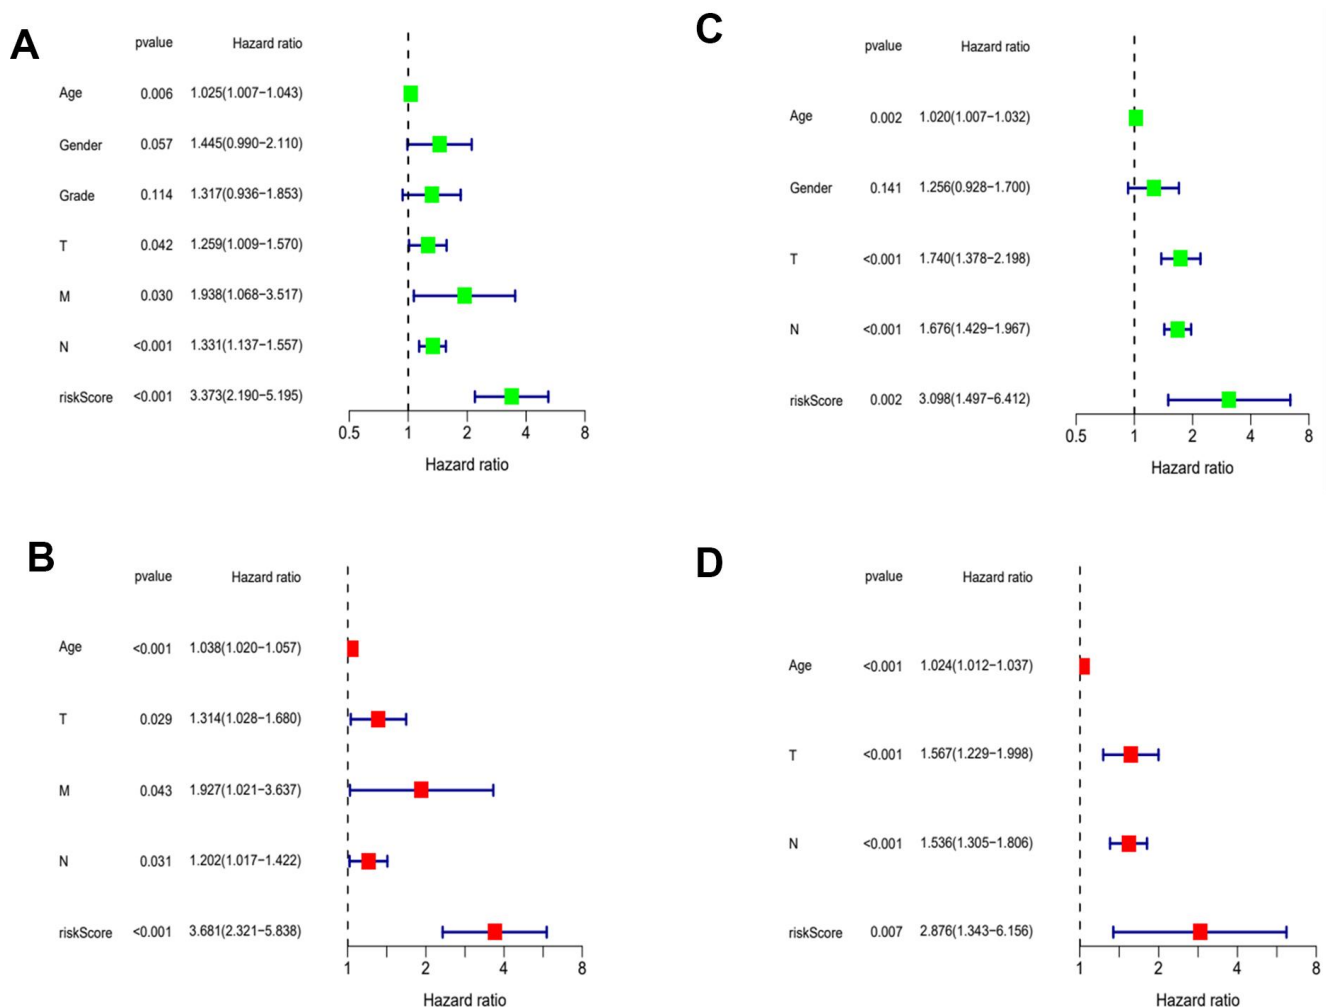 A
pvalue Hazard ratio
Age 0.006 1.025(1.007−1.043)
Gender 0.057 1.445(0.990−2.110)
Grade 0.114 1.317(0.936−1.853)
T 0.042 1.259(1.009−1.570)
M 0.030 1.938(1.068−3.517)
N <0.001 1.331(1.137−1.557)
riskScore <0.001 3.373(2.190−5.195)
0.5 1 2 4 8
Hazard ratio
C
pvalue Hazard ratio
Age 0.002 1.020(1.007−1.032)
Gender 0.141 1.256(0.928−1.700)
T <0.001 1.740(1.378−2.198)
N <0.001 1.676(1.429−1.967)
riskScore 0.002 3.098(1.497−6.412)
0.5 1 2 4 8
Hazard ratio
B
pvalue Hazard ratio
Age <0.001 1.038(1.020−1.057)
T 0.029 1.314(1.028−1.680)
M 0.043 1.927(1.021−3.637)
N 0.031 1.202(1.017−1.422)
riskScore <0.001 3.681(2.321−5.838)
1 2 4 8
Hazard ratio
D
pvalue Hazard ratio
Age <0.001 1.024(1.012−1.037)
T <0.001 1.567(1.229−1.998)
N <0.001 1.536(1.305−1.806)
riskScore 0.007 2.876(1.343−6.156)
1 2 4 8
Hazard ratio